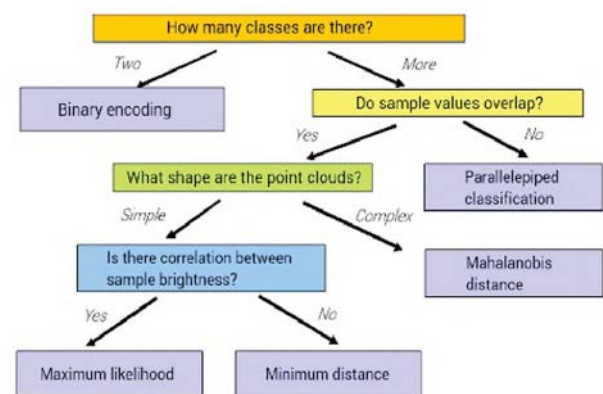 How many classes are there?
Two
More
Binary encoding
Do sample values overlap?
Yes
No
What shape are the point clouds?
Parallelepiped
classification
Simple
Complex
Is there correlation between
sample brightness?
Mahalanobis
distance
Yes
No
Maximum likelihood
Minimum distance